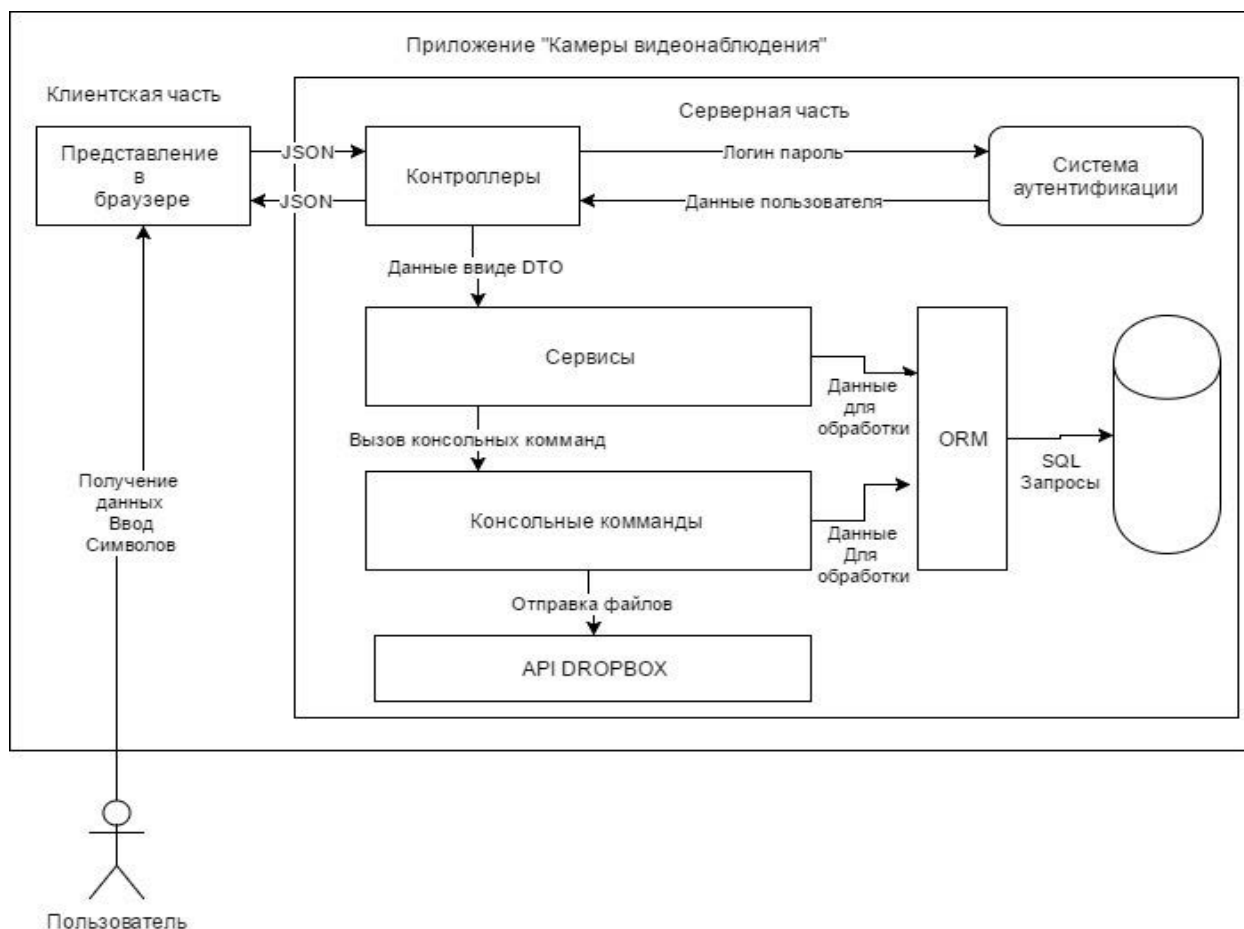 Приложение "Камеры видеонаблюдения"
Клиентская часть
Серверная часть
Представление
в
браузере
JSON
JSON
Контроллеры
Логин пароль
Данные пользователя
Система
аутентификации
Данные ввиде DTO
Сервисы
Данные
для
обработки
ORM
SQL
Запросы
Вызов консольных комманд
Консольные комманды
Данные
Для
обработки
Отправка файлов
API DROPBOX
Получение
данных
Ввод
Символов
Пользователь